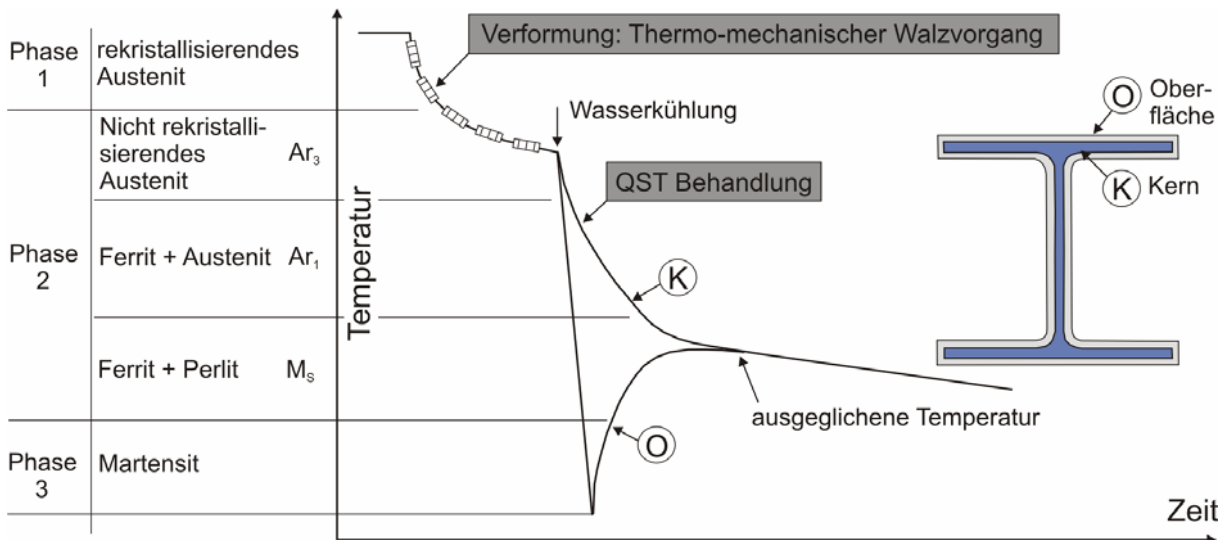 Phase
1
rekristallisierendes
Austenit
Nicht rekristalli-
sierendes
Austenit
Ar₃
Phase
2
Ferrit + Austenit Ar₁
Ferrit + Perlit Mₛ
Phase
3
Martensit
Temperatur
Verformung: Thermo-mechanischer Walzvorgang
Wasserkühlung
QST Behandlung
K
O
ausgeglichene Temperatur
Zeit
O Ober-
fläche
K Kern